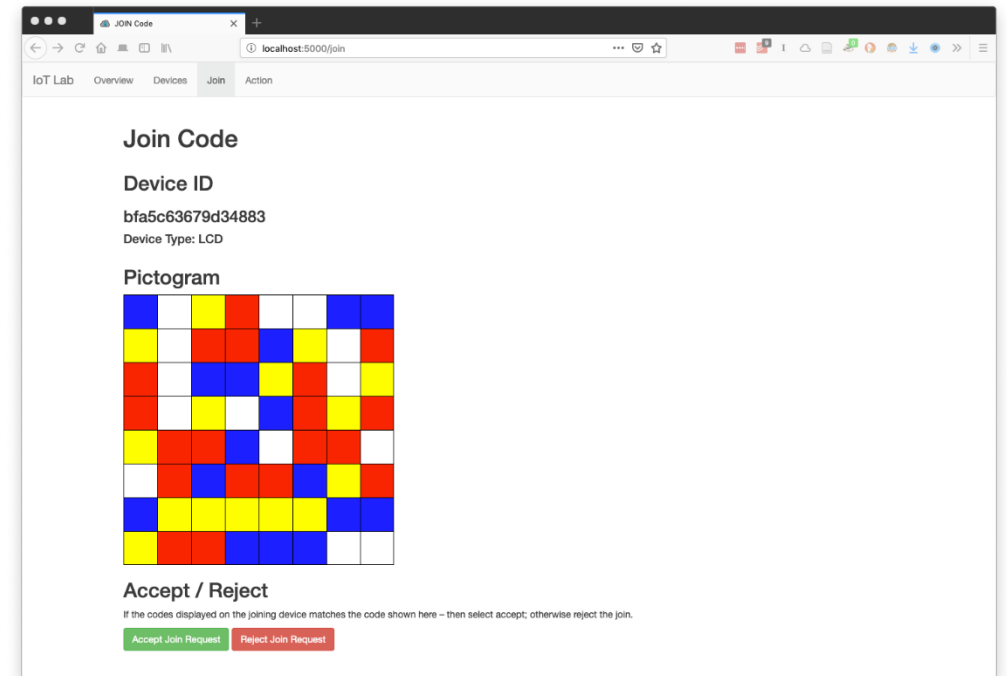 JOIN Code
localhost:5000/join
IoT Lab Overview Devices Join Action
Join Code
Device ID
bfa5c63679d34883
Device Type: LCD
Pictogram
Accept / Reject
If the codes displayed on the joining device matches the code shown here – then select accept; otherwise reject the join.
Accept Join Request Reject Join Request